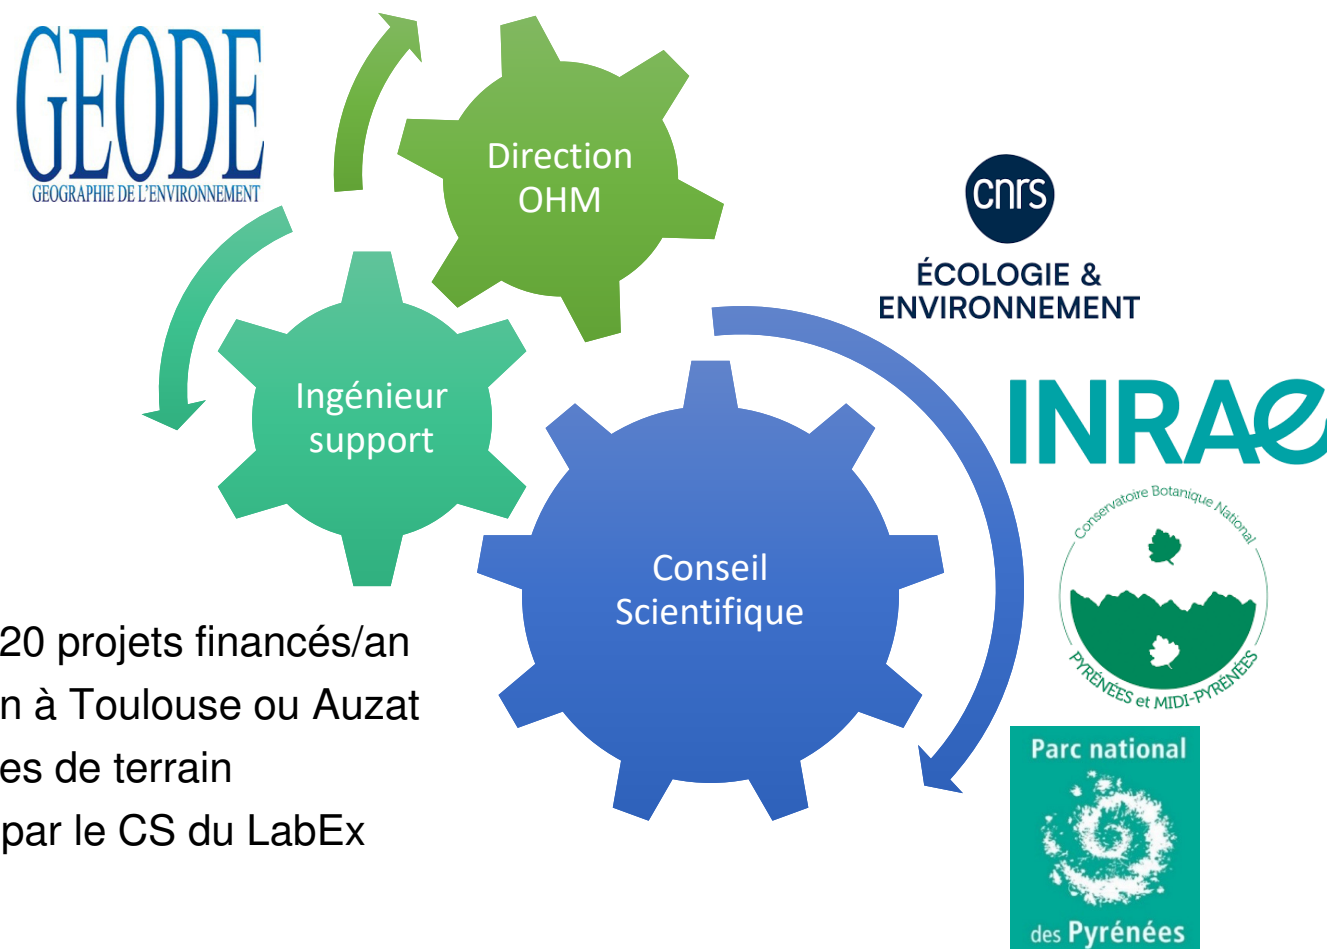 GEODE
GEOGRAPHIE DE L'ENVIRONNEMENT
Direction
OHM
cnrs
ÉCOLOGIE &
ENVIRONNEMENT
Ingénieur
support
INRAE
Conservatoire Botanique National
PYRÉNÉES et MIDI-PYRÉNÉES
Conseil
Scientifique
20 projets financés/an
n à Toulouse ou Auzat
es de terrain
par le CS du LabEx
Parc national
des Pyrénées